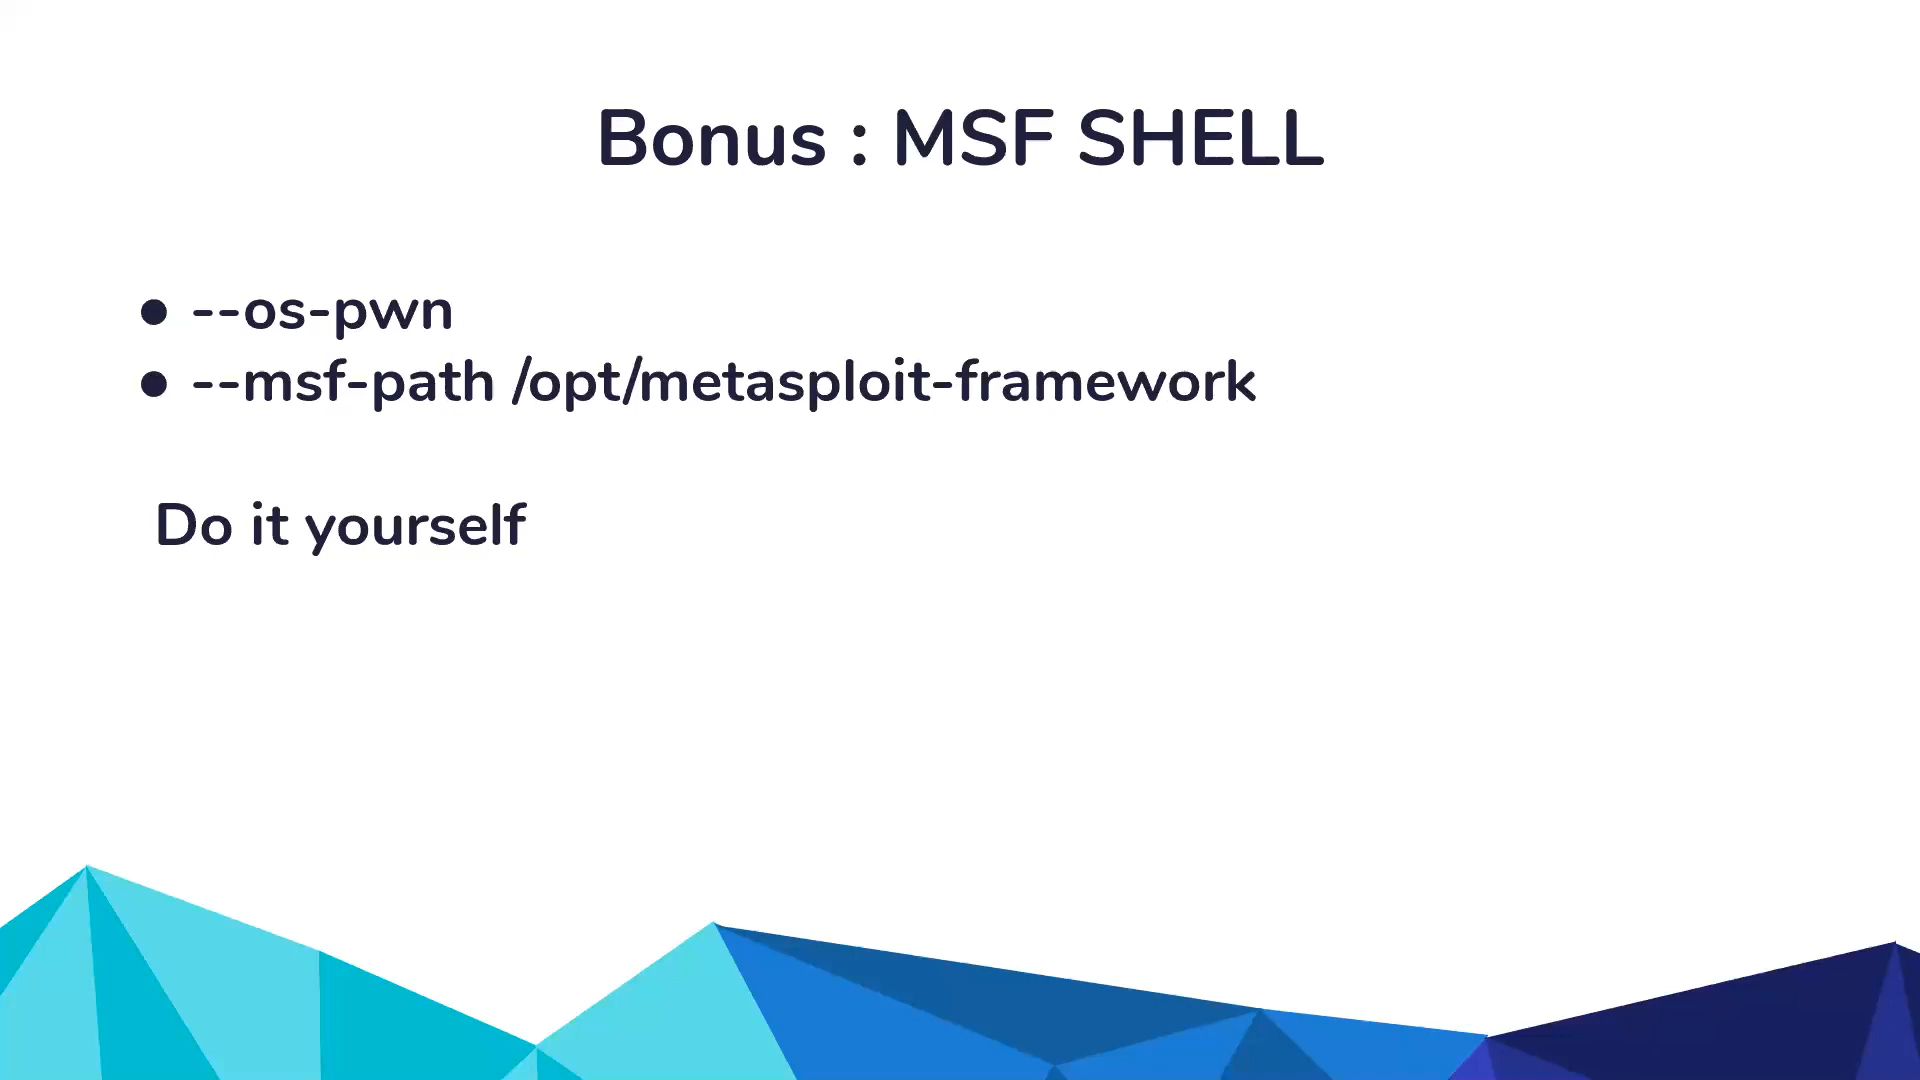 Bonus : MSF SHELL
● --os-pwn
● --msf-path /opt/metasploit-framework
Do it yourself